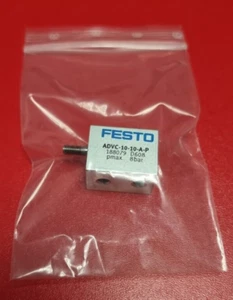 FESTO
ADVC-10-10-A-P
188079 D608
pmax. 8bar